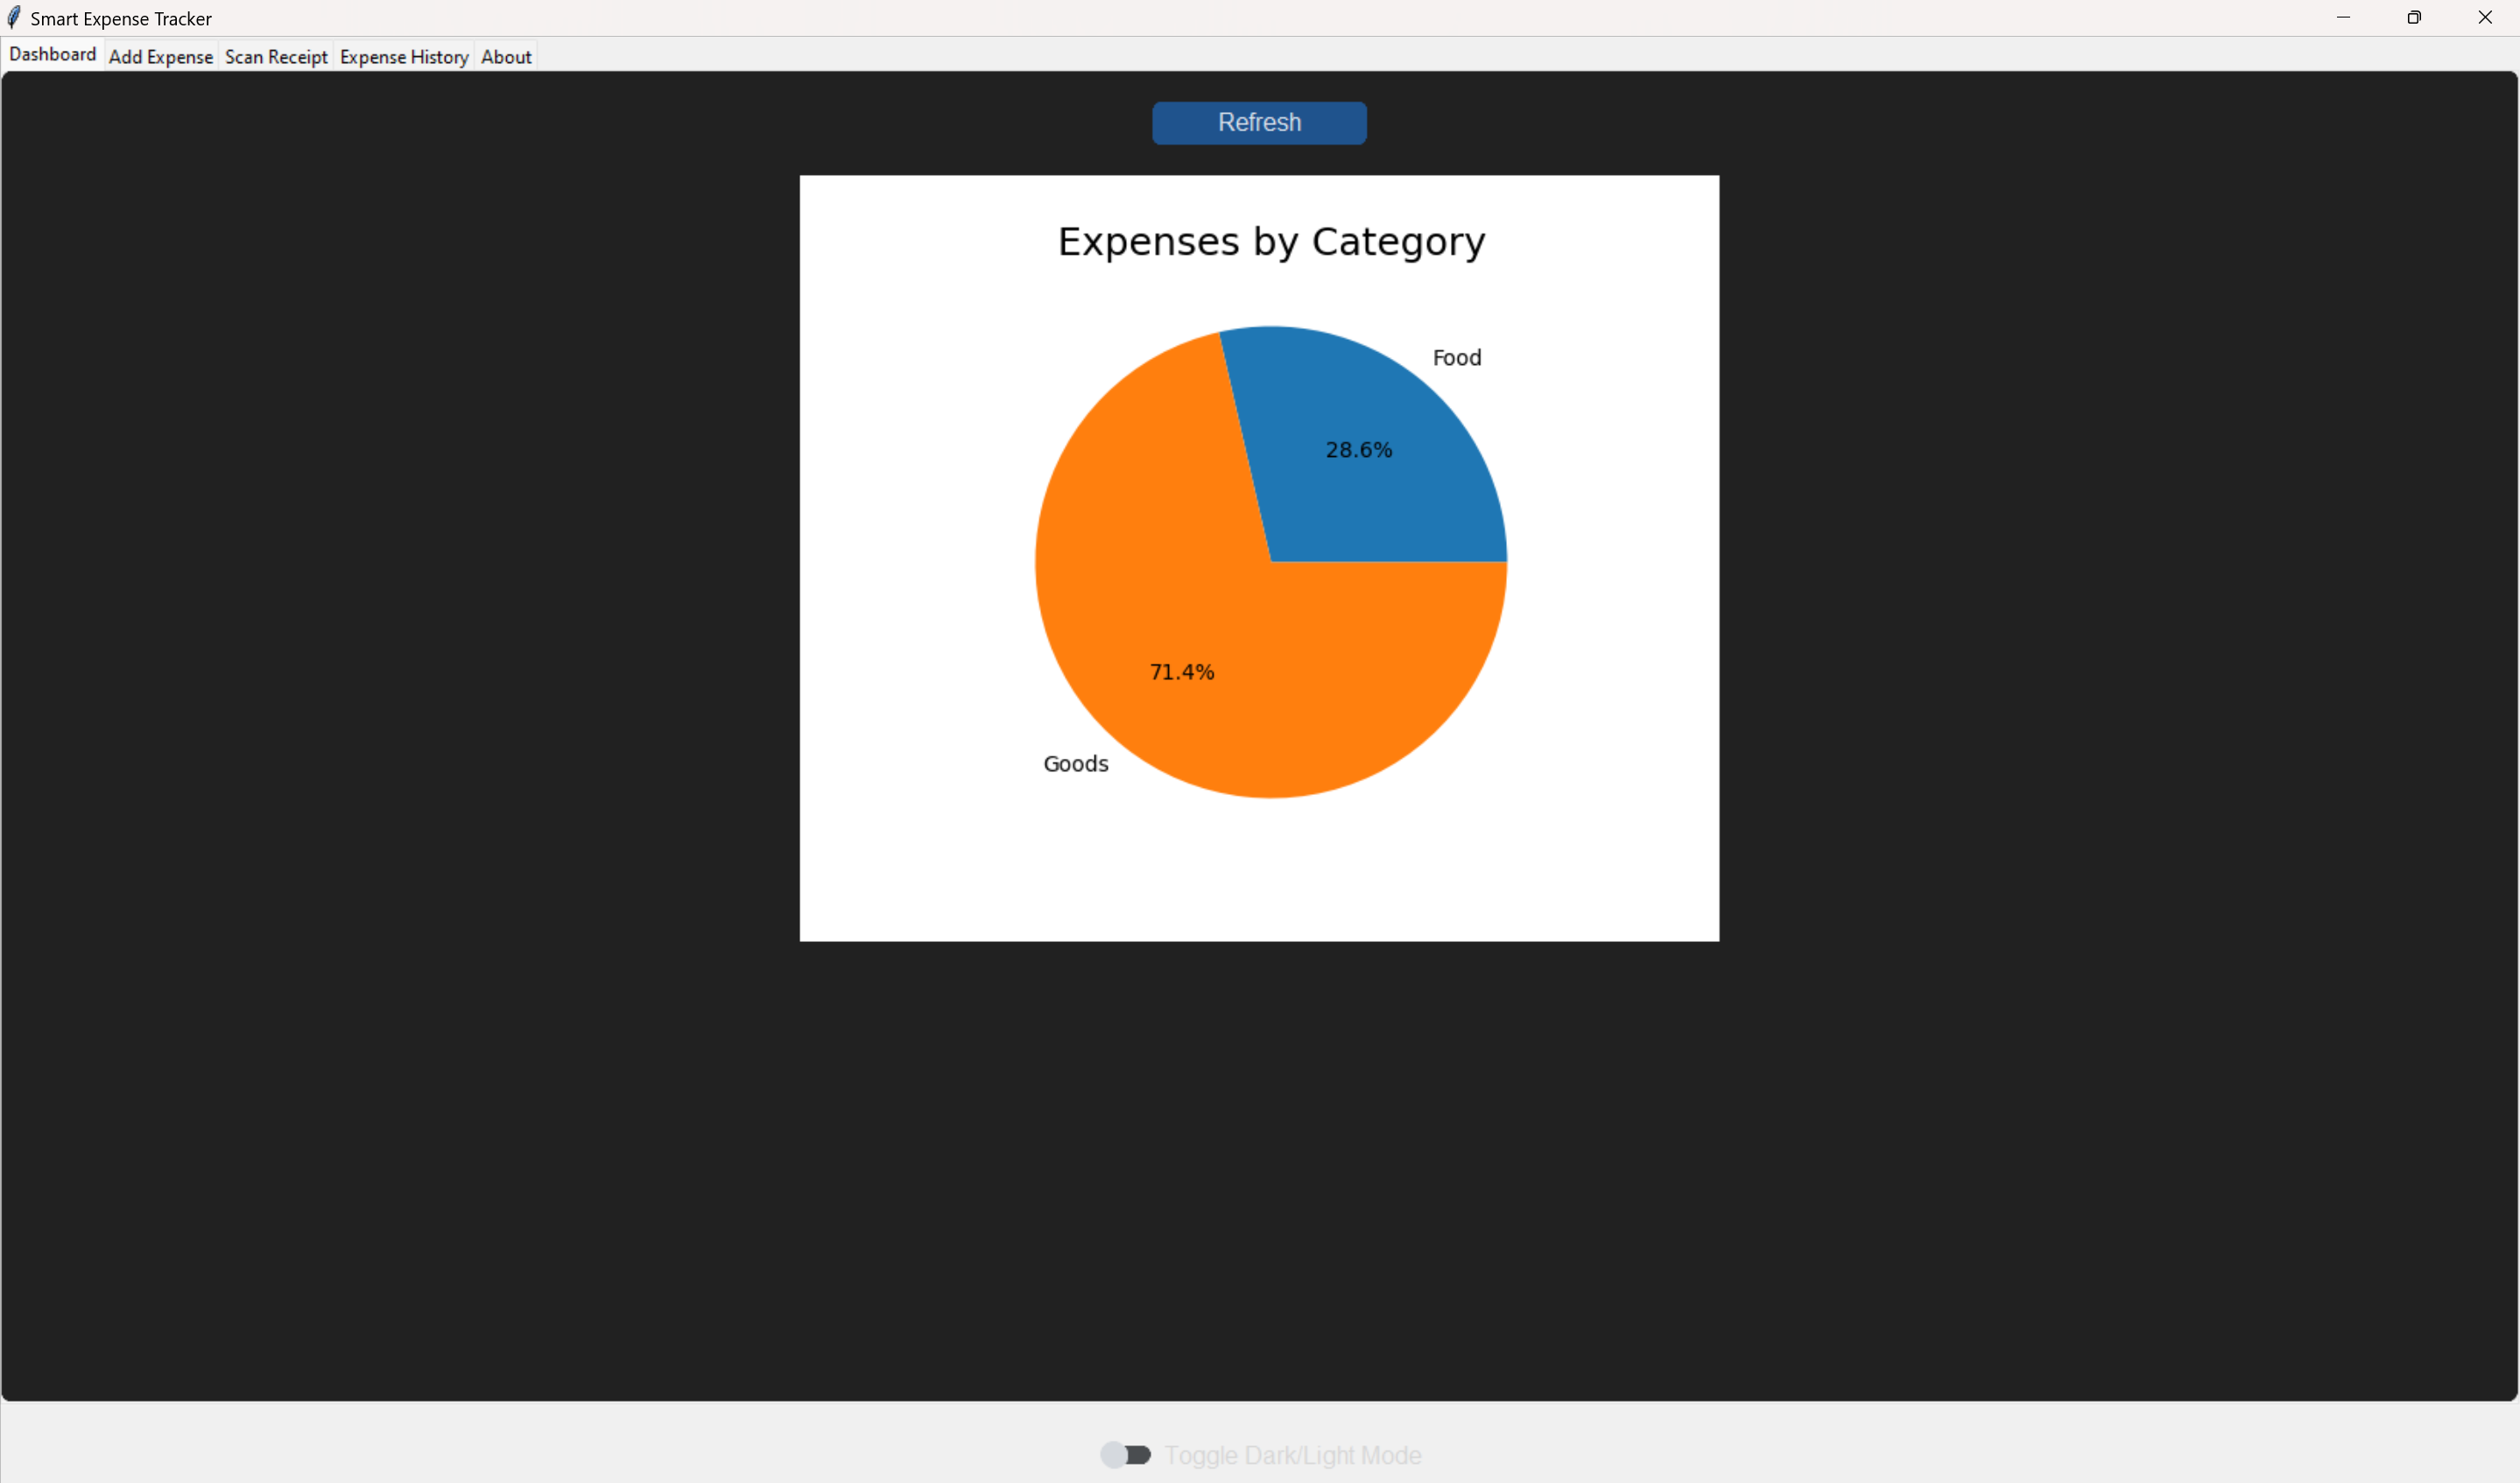 Smart Expense Tracker
Dashboard Add Expense Scan Receipt Expense History About
Refresh
Expenses by Category
Food
28.6%
71.4%
Goods
Toggle Dark/Light Mode